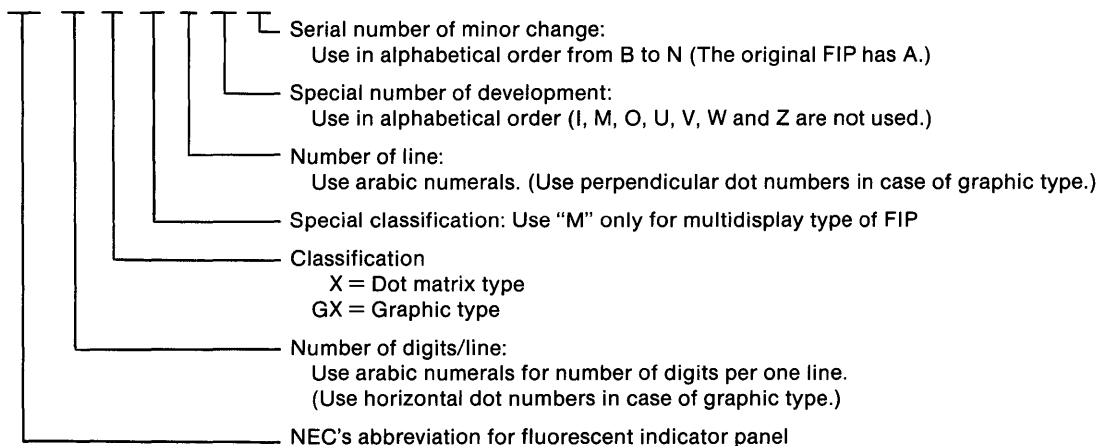 Serial number of minor change:
Use in alphabetical order from B to N (The original FIP has A.)
Special number of development:
Use in alphabetical order (I, M, O, U, V, W and Z are not used.)
Number of line:
Use arabic numerals. (Use perpendicular dot numbers in case of graphic type.)
Special classification: Use “M” only for multidisplay type of FIP
Classification
X = Dot matrix type
GX = Graphic type
Number of digits/line:
Use arabic numerals for number of digits per one line.
(Use horizontal dot numbers in case of graphic type.)
NEC's abbreviation for fluorescent indicator panel